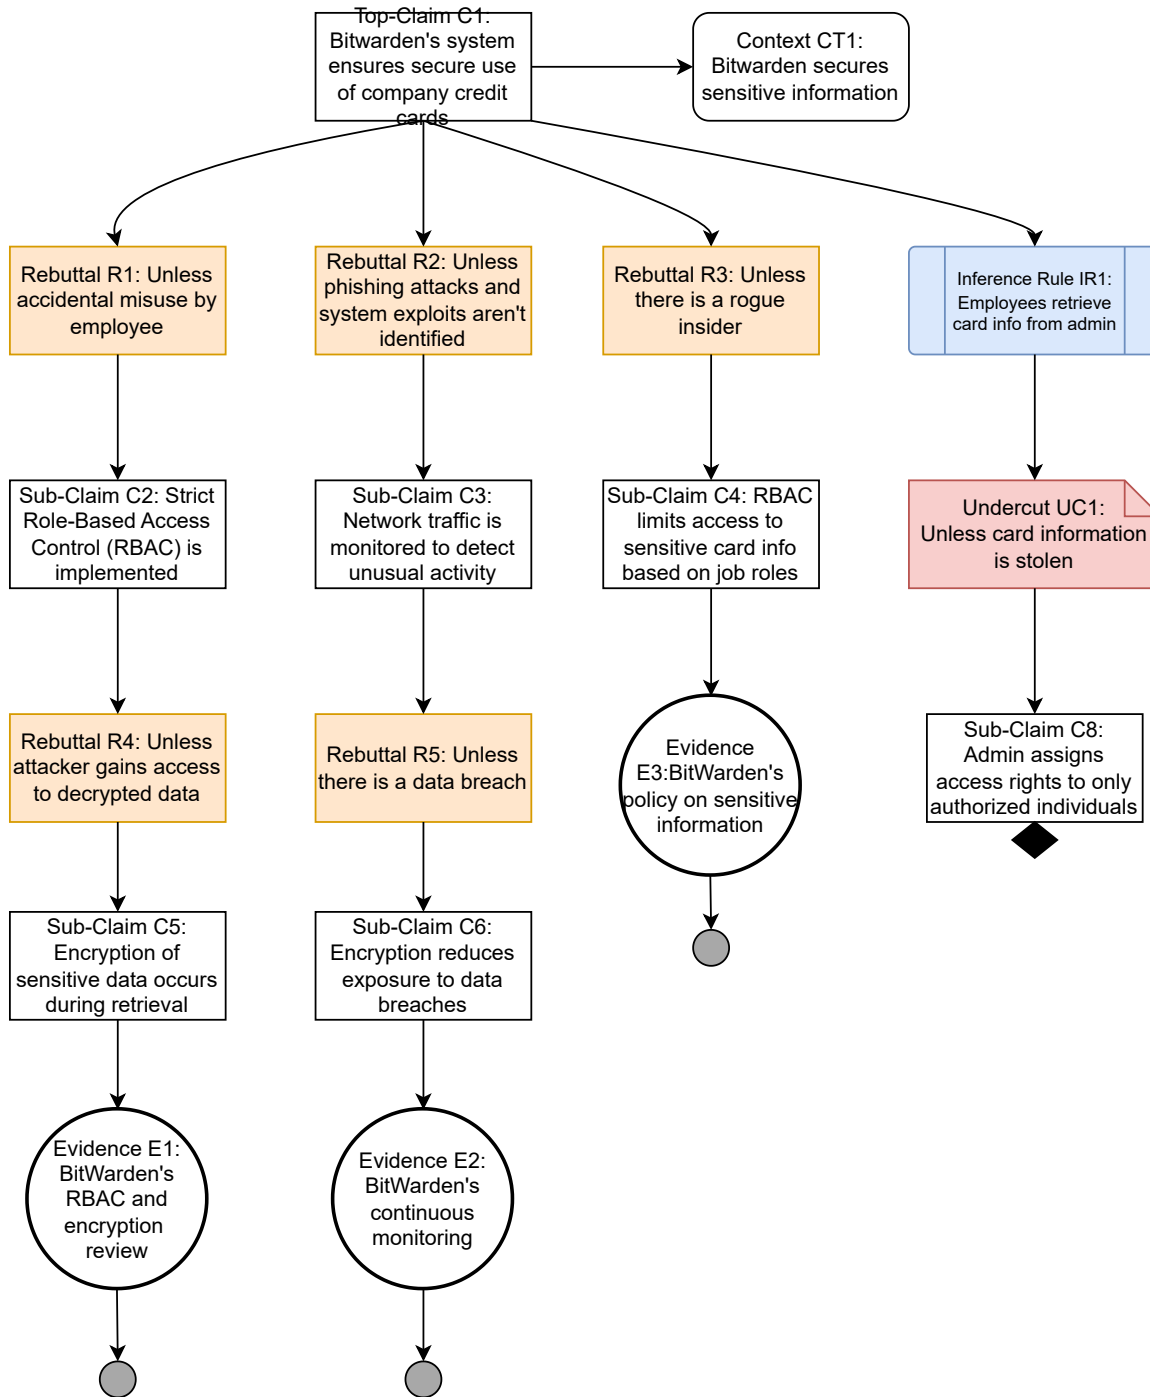 Top-Claim C1:
Bitwarden's system
ensures secure use
of company credit
cards
Context CT1:
Bitwarden secures
sensitive information
Rebuttal R1: Unless
accidental misuse by
employee
Rebuttal R2: Unless
phishing attacks and
system exploits aren't
identified
Rebuttal R3: Unless
there is a rogue
insider
Inference Rule IR1:
Employees retrieve
card info from admin
Sub-Claim C2: Strict
Role-Based Access
Control (RBAC) is
implemented
Sub-Claim C3:
Network traffic is
monitored to detect
unusual activity
Sub-Claim C4: RBAC
limits access to
sensitive card info
based on job roles
Undercut UC1:
Unless card information
is stolen
Rebuttal R4: Unless
attacker gains access
to decrypted data
Rebuttal R5: Unless
there is a data breach
Evidence
E3:BitWarden's
policy on sensitive
information
Sub-Claim C8:
Admin assigns
access rights to only
authorized individuals
Sub-Claim C5:
Encryption of
sensitive data occurs
during retrieval
Sub-Claim C6:
Encryption reduces
exposure to data
breaches
Evidence E1:
BitWarden's
RBAC and
encryption
review
Evidence E2:
BitWarden's
continuous
monitoring